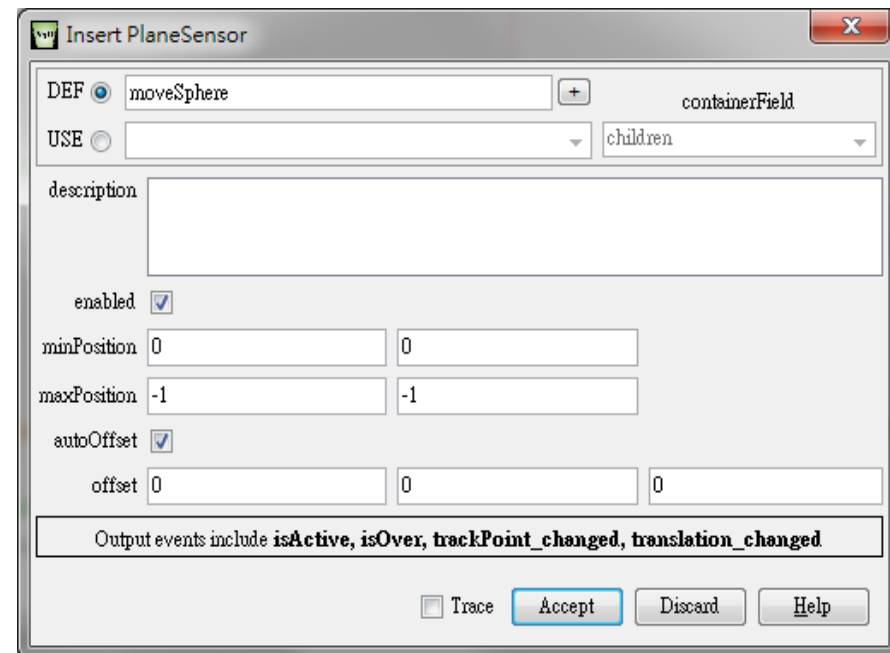 Insert PlaneSensor
DEF moveSphere + containerField
USE children
description
enabled
minPosition 0 0
maxPosition -1 -1
autoOffset
offset 0 0 0
Output events include isActive, isOver, trackPoint_changed, translation_changed
Trace Accept Discard Help